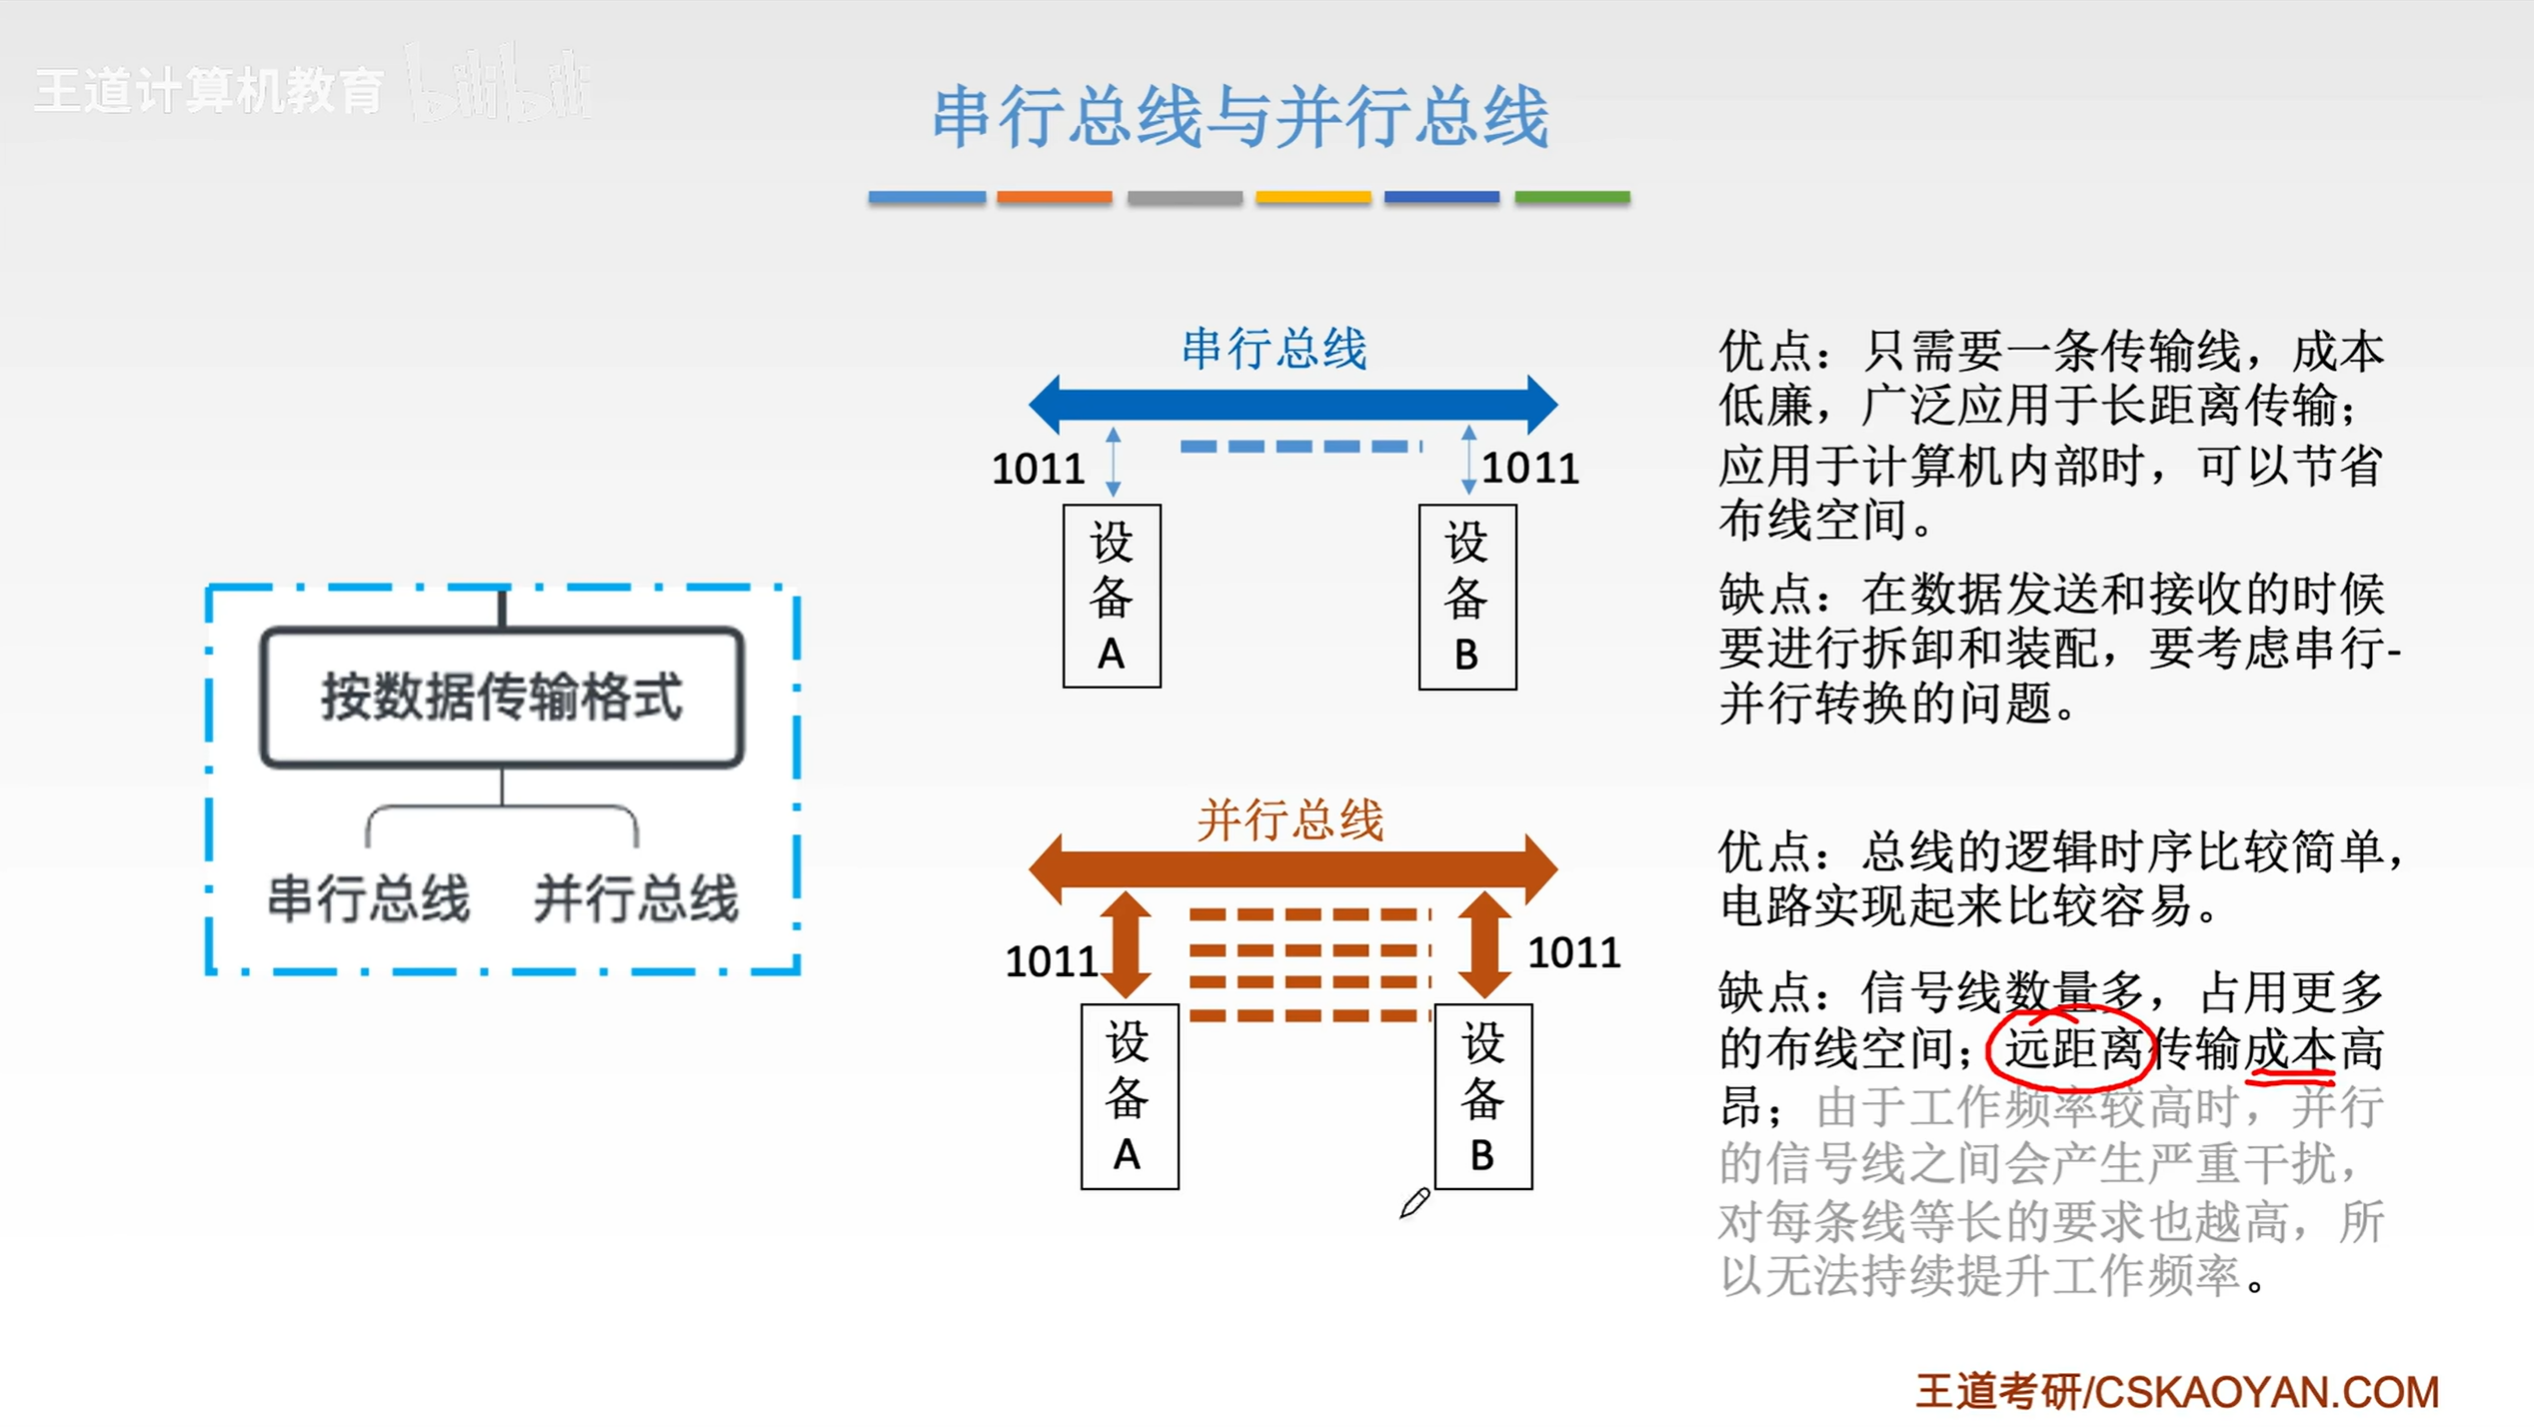 王道计算机教育 bilibili
串行总线与并行总线
按数据传输格式
串行总线 并行总线
串行总线
1011 1011
设备A
设备B
优点：只需要一条传输线，成本
低廉，广泛应用于长距离传输；
应用于计算机内部时，可以节省
布线空间。
缺点：在数据发送和接收的时候
要进行拆卸和装配，要考虑串行-
并行转换的问题。
并行总线
1011 1011
设备A
设备B
优点：总线的逻辑时序比较简单，
电路实现起来比较容易。
缺点：信号线数量多，占用更多
的布线空间；远距离传输成本高
昂；由于工作频率较高时，并行
的信号线之间会产生严重干扰，
对每条线等长的要求也越高，所
以无法持续提升工作频率。
王道考研/CSKAOYAN.COM